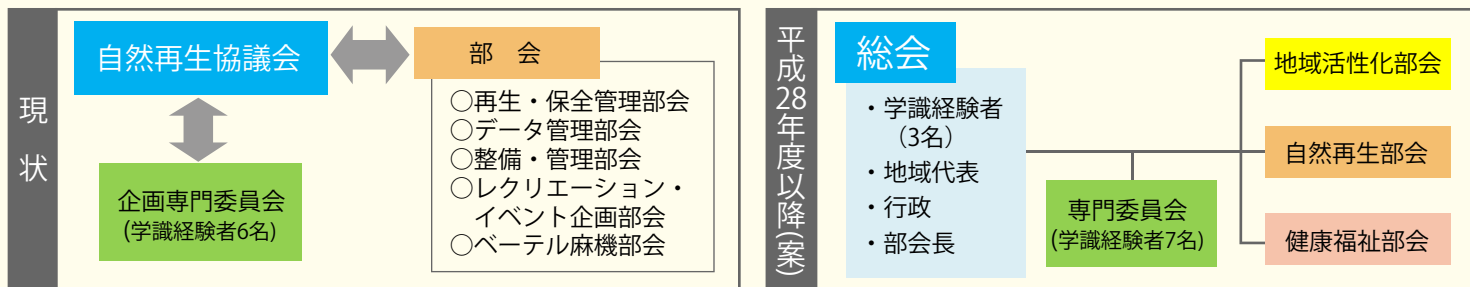 現状
自然再生協議会
部 会
○再生・保全管理部会
○データ管理部会
○整備・管理部会
○レクリエーション・
イベント企画部会
○ベーテル麻機部会
企画専門委員会
(学識経験者6名)
平成28年度以降(案)
総会
・学識経験者
（3名）
・地域代表
・行政
・部会長
専門委員会
(学識経験者7名)
地域活性化部会
自然再生部会
健康福祉部会